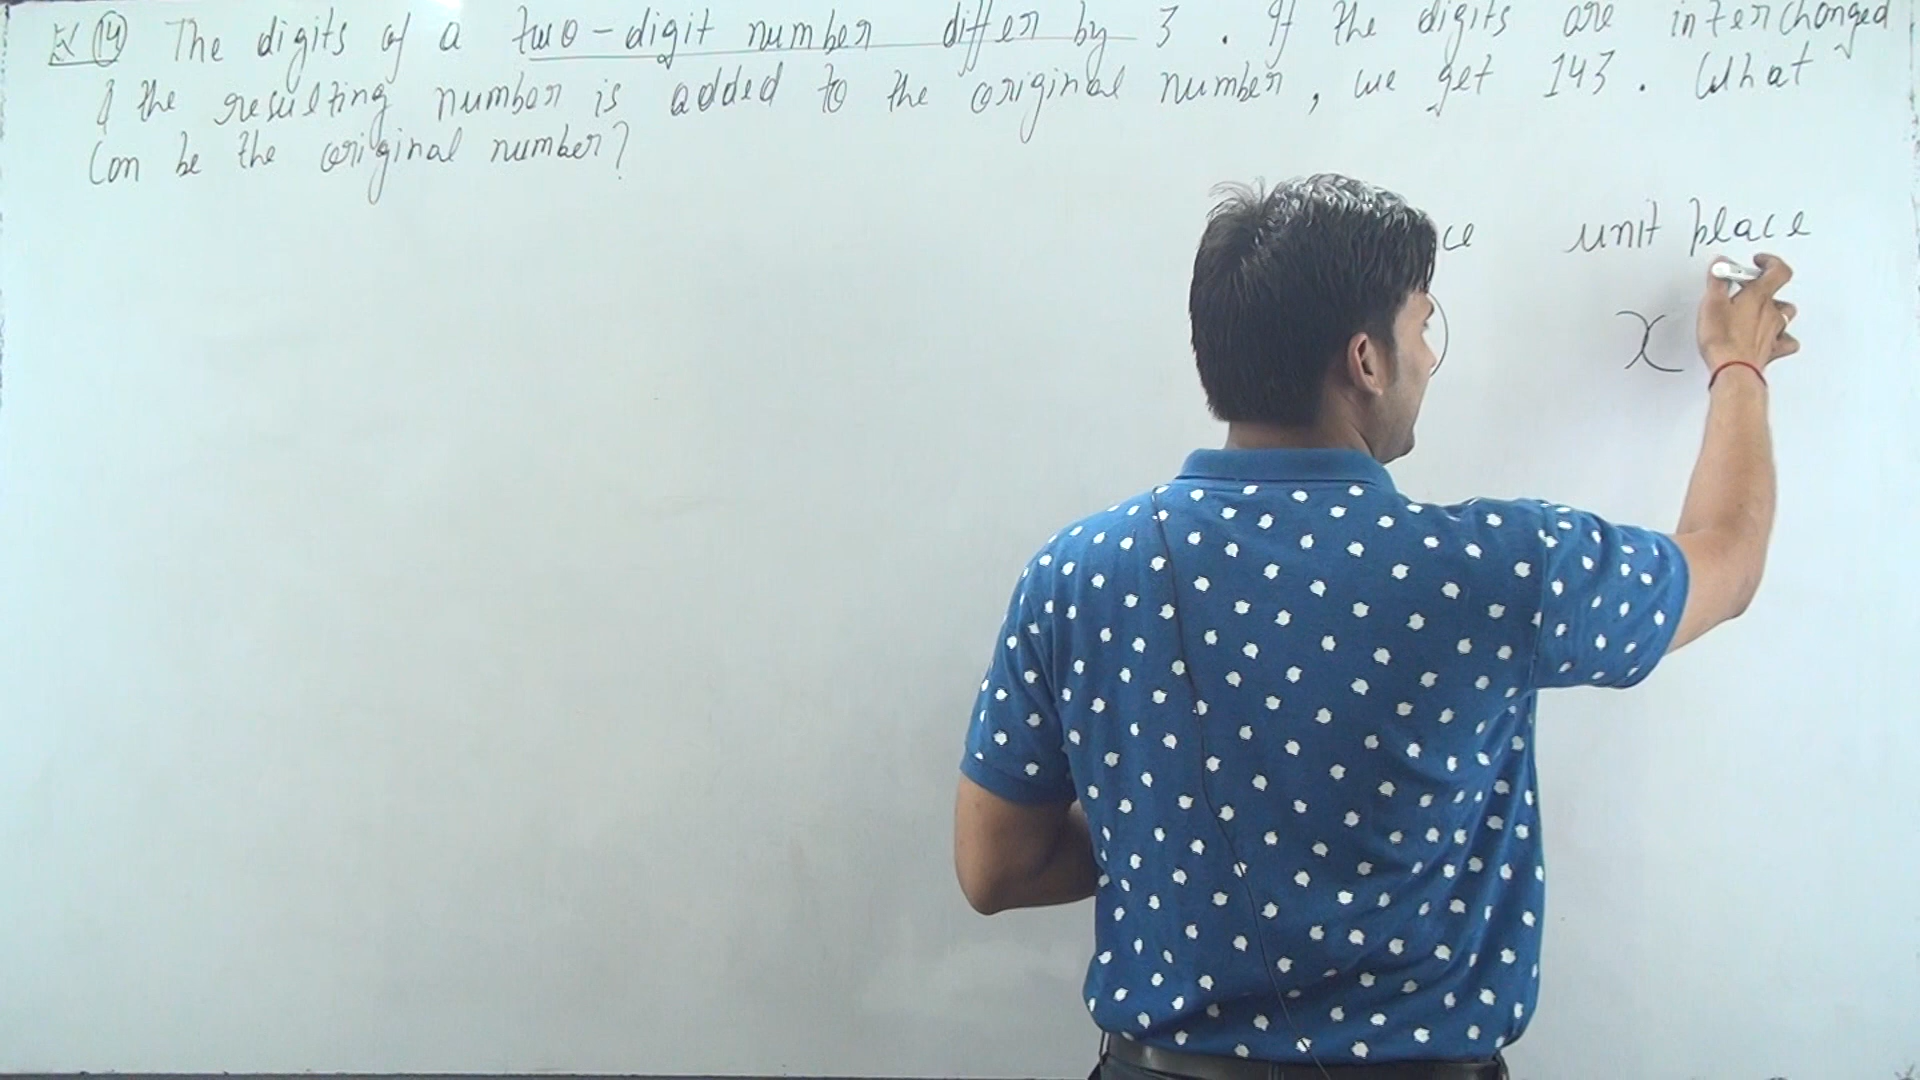 Ex 14 The digits of a two-digit number differ by 3. If the digits are interchanged
& the resulting number is added to the original number, we get 143. What
can be the original number?
unit place
x